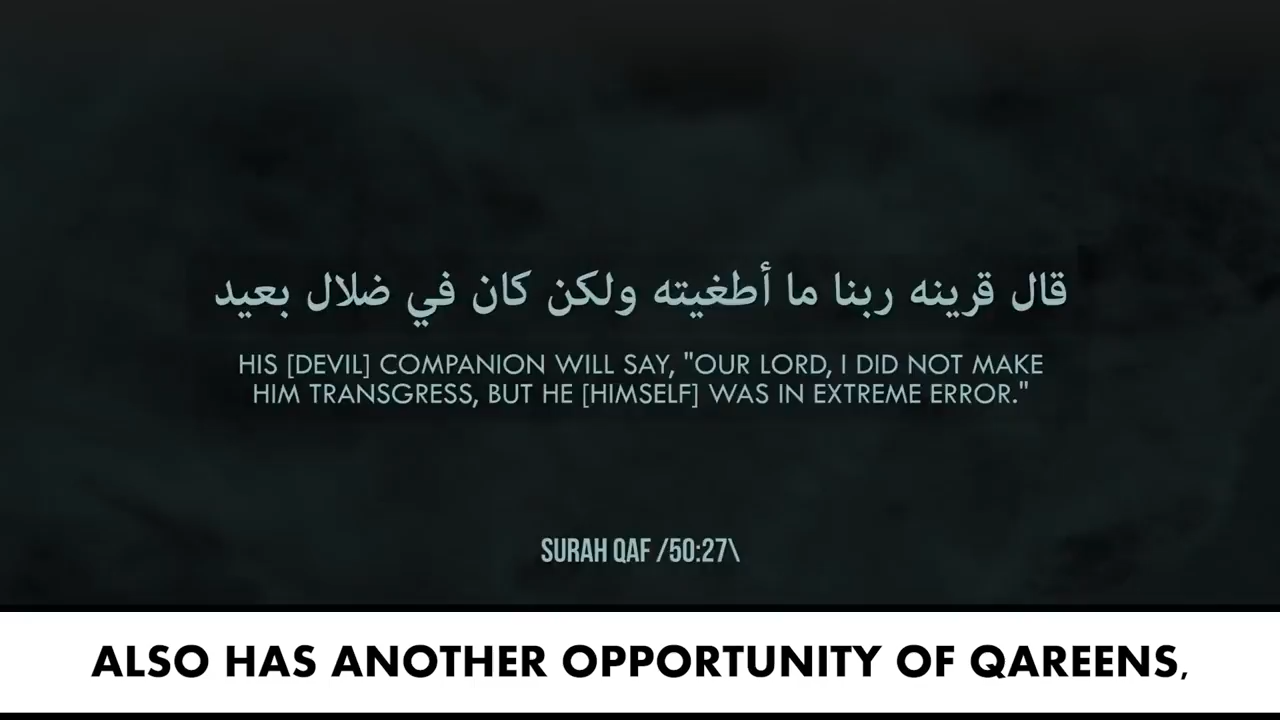 قال قرينه ربنا ما أطغيته ولكن كان في ضلال بعيد
HIS [DEVIL] COMPANION WILL SAY, "OUR LORD, I DID NOT MAKE
HIM TRANSGRESS, BUT HE [HIMSELF] WAS IN EXTREME ERROR."
SURAH QAF /50:27\
ALSO HAS ANOTHER OPPORTUNITY OF QAREENS,